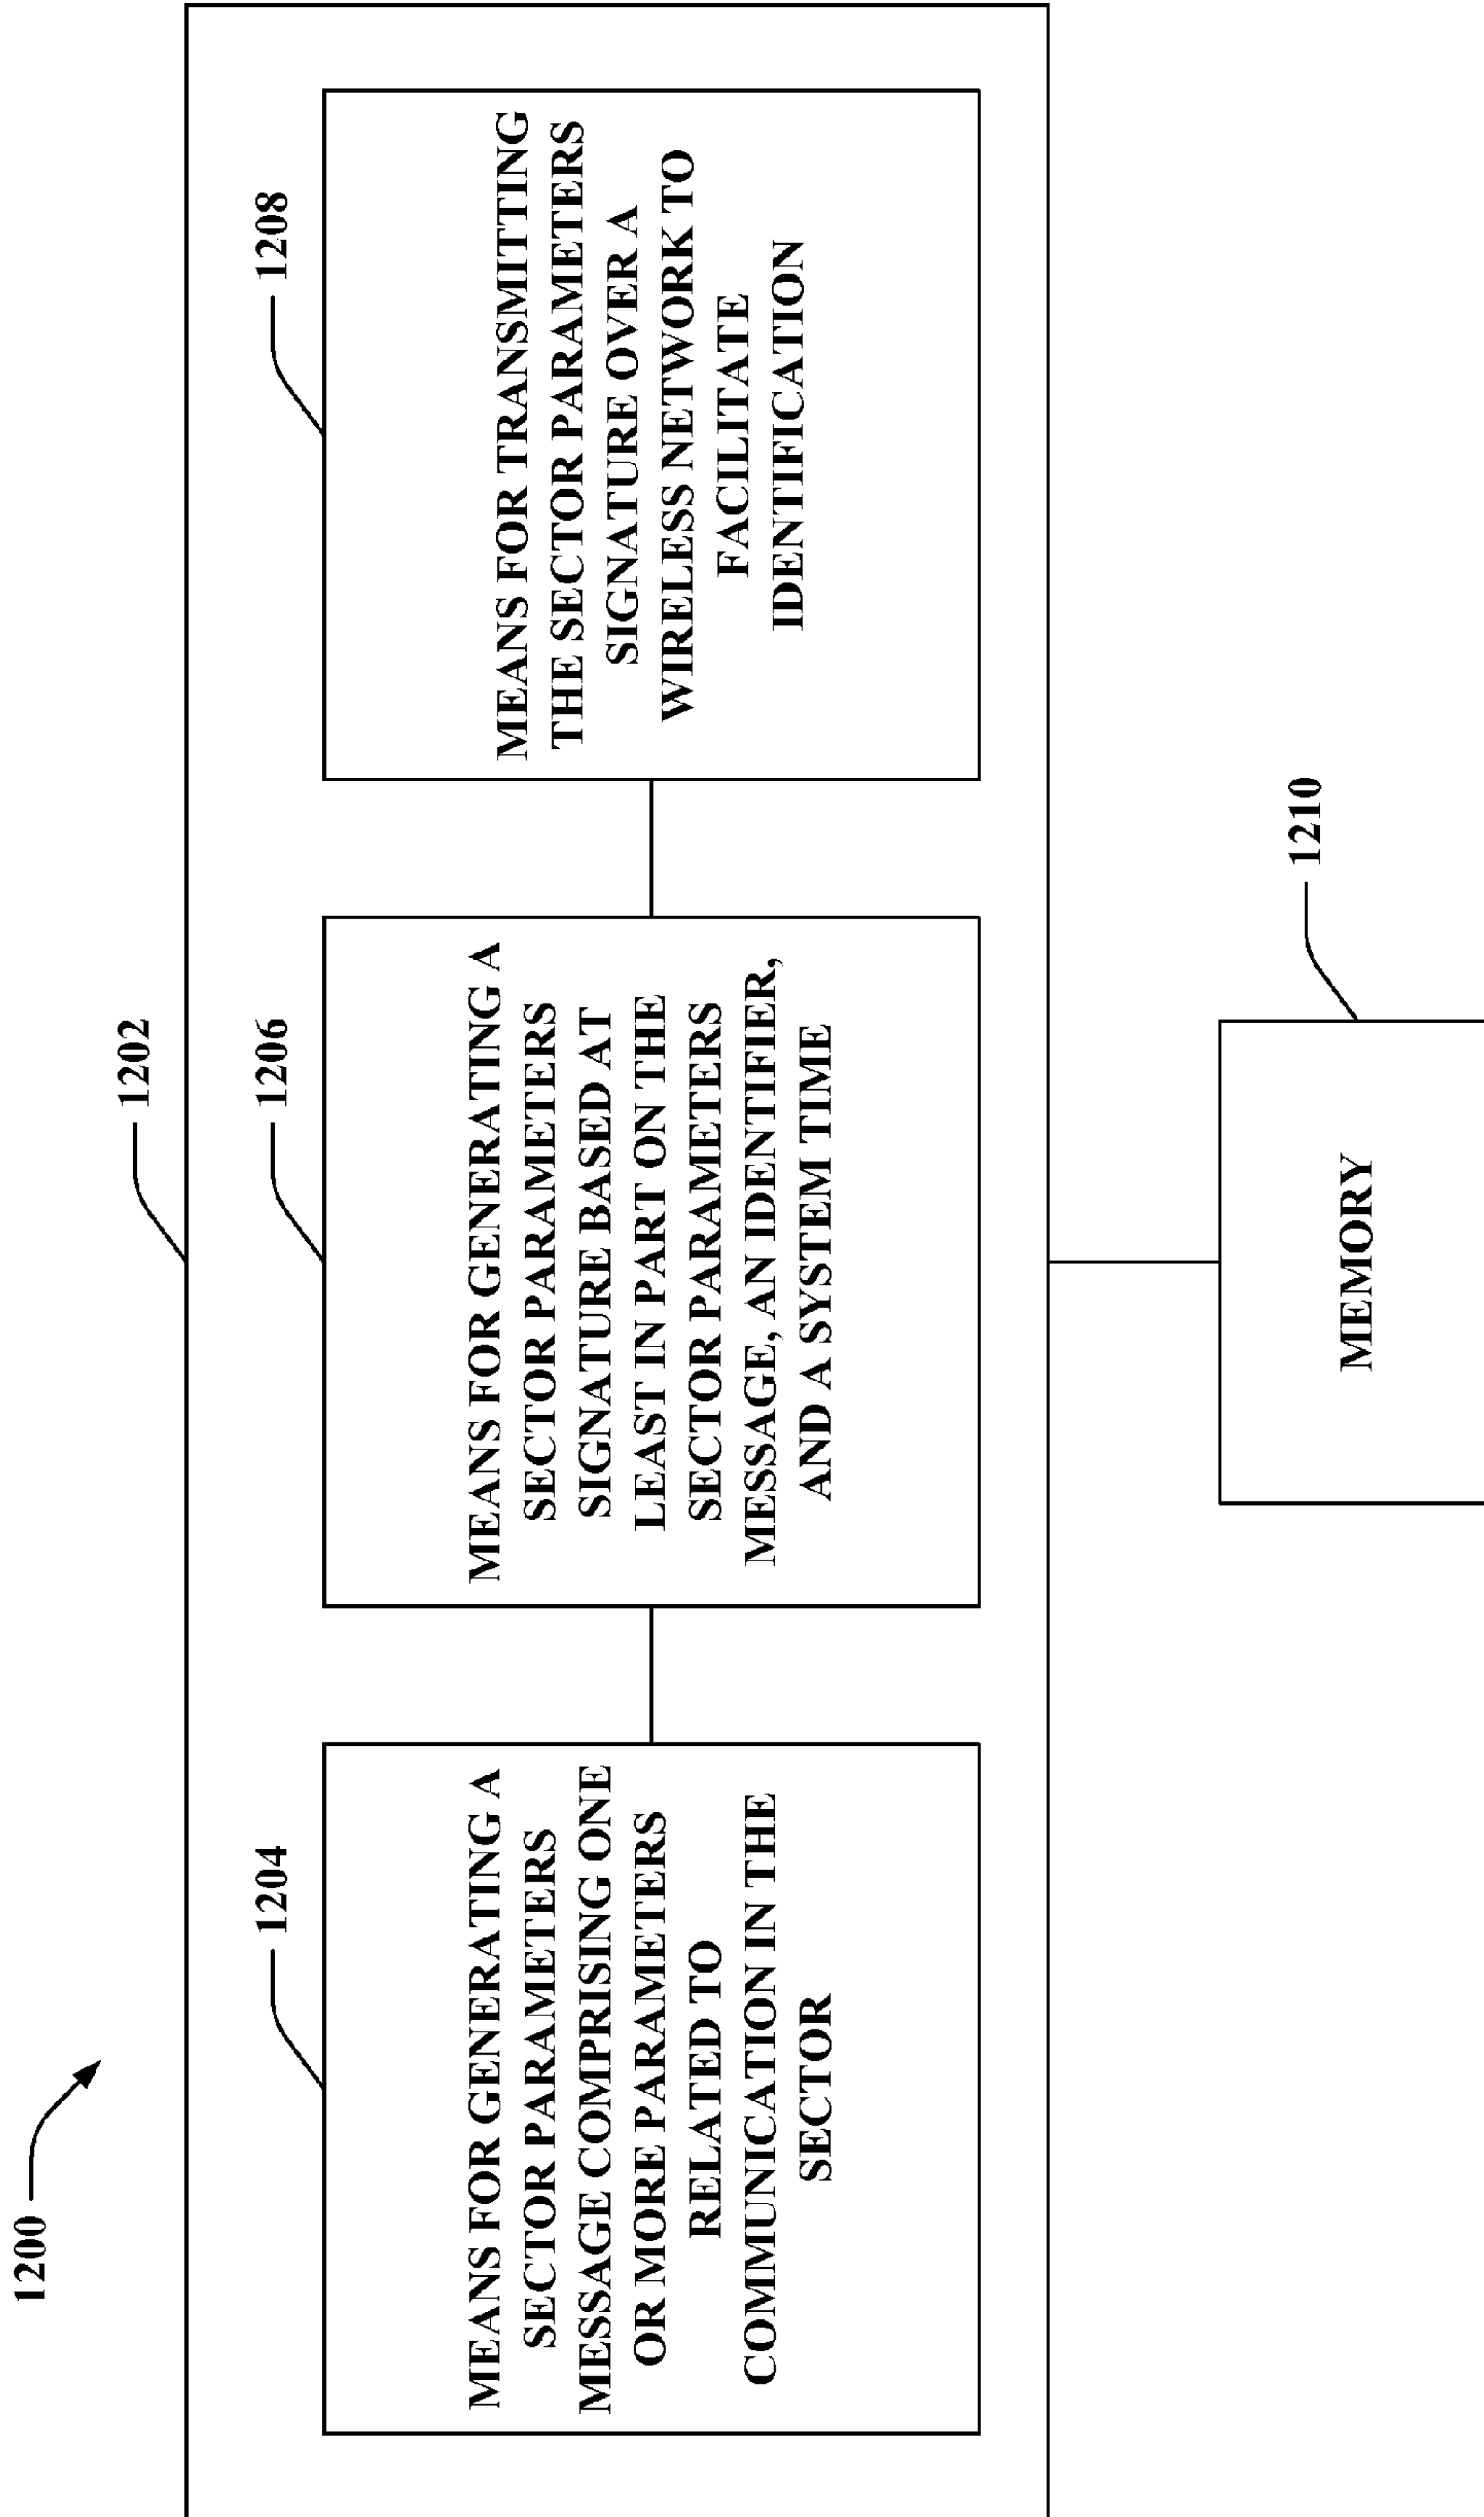 1200
1202
1204
MEANS FOR GENERATING A
SECTOR PARAMETERS
MESSAGE COMPRISING ONE
OR MORE PARAMETERS
RELATED TO
COMMUNICATION IN THE
SECTOR
1206
MEANS FOR GENERATING A
SECTOR PARAMETERS
SIGNATURE BASED AT
LEAST IN PART ON THE
SECTOR PARAMETERS
MESSAGE, AN IDENTIFIER,
AND A SYSTEM TIME
1208
MEANS FOR TRANSMITTING
THE SECTOR PARAMETERS
SIGNATURE OVER A
WIRELESS NETWORK TO
FACILITATE
IDENTIFICATION
1210
MEMORY